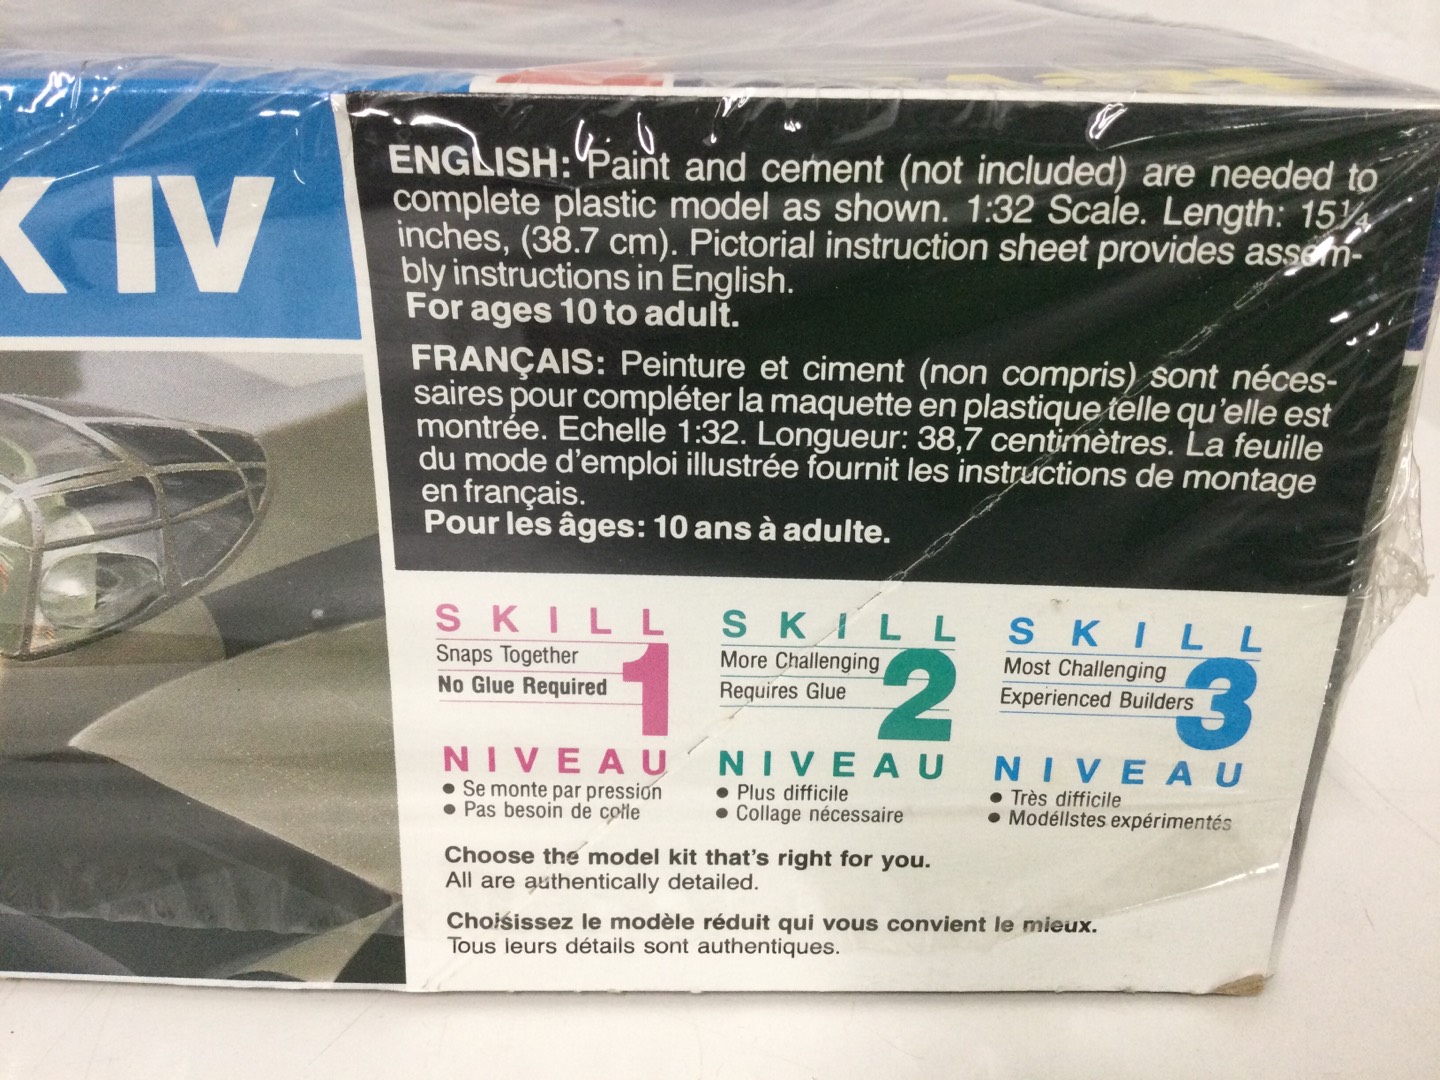 K IV
ENGLISH: Paint and cement (not included) are needed to
complete plastic model as shown. 1:32 Scale. Length: 15¼
inches, (38.7 cm). Pictorial instruction sheet provides assem-
bly instructions in English.
For ages 10 to adult.
FRANÇAIS: Peinture et ciment (non compris) sont néces-
saires pour compléter la maquette en plastique telle qu'elle est
montrée. Echelle 1:32. Longueur: 38,7 centimètres. La feuille
du mode d'emploi illustrée fournit les instructions de montage
en français.
Pour les âges: 10 ans à adulte.
SKILL
Snaps Together
No Glue Required
1
NIVEAU
• Se monte par pression
• Pas besoin de colle
SKILL
More Challenging
Requires Glue
2
NIVEAU
• Plus difficile
• Collage nécessaire
SKILL
Most Challenging
Experienced Builders
3
NIVEAU
• Très difficile
• Modélistes expérimentés
Choose the model kit that's right for you.
All are authentically detailed.
Choisissez le modèle réduit qui vous convient le mieux.
Tous leurs détails sont authentiques.